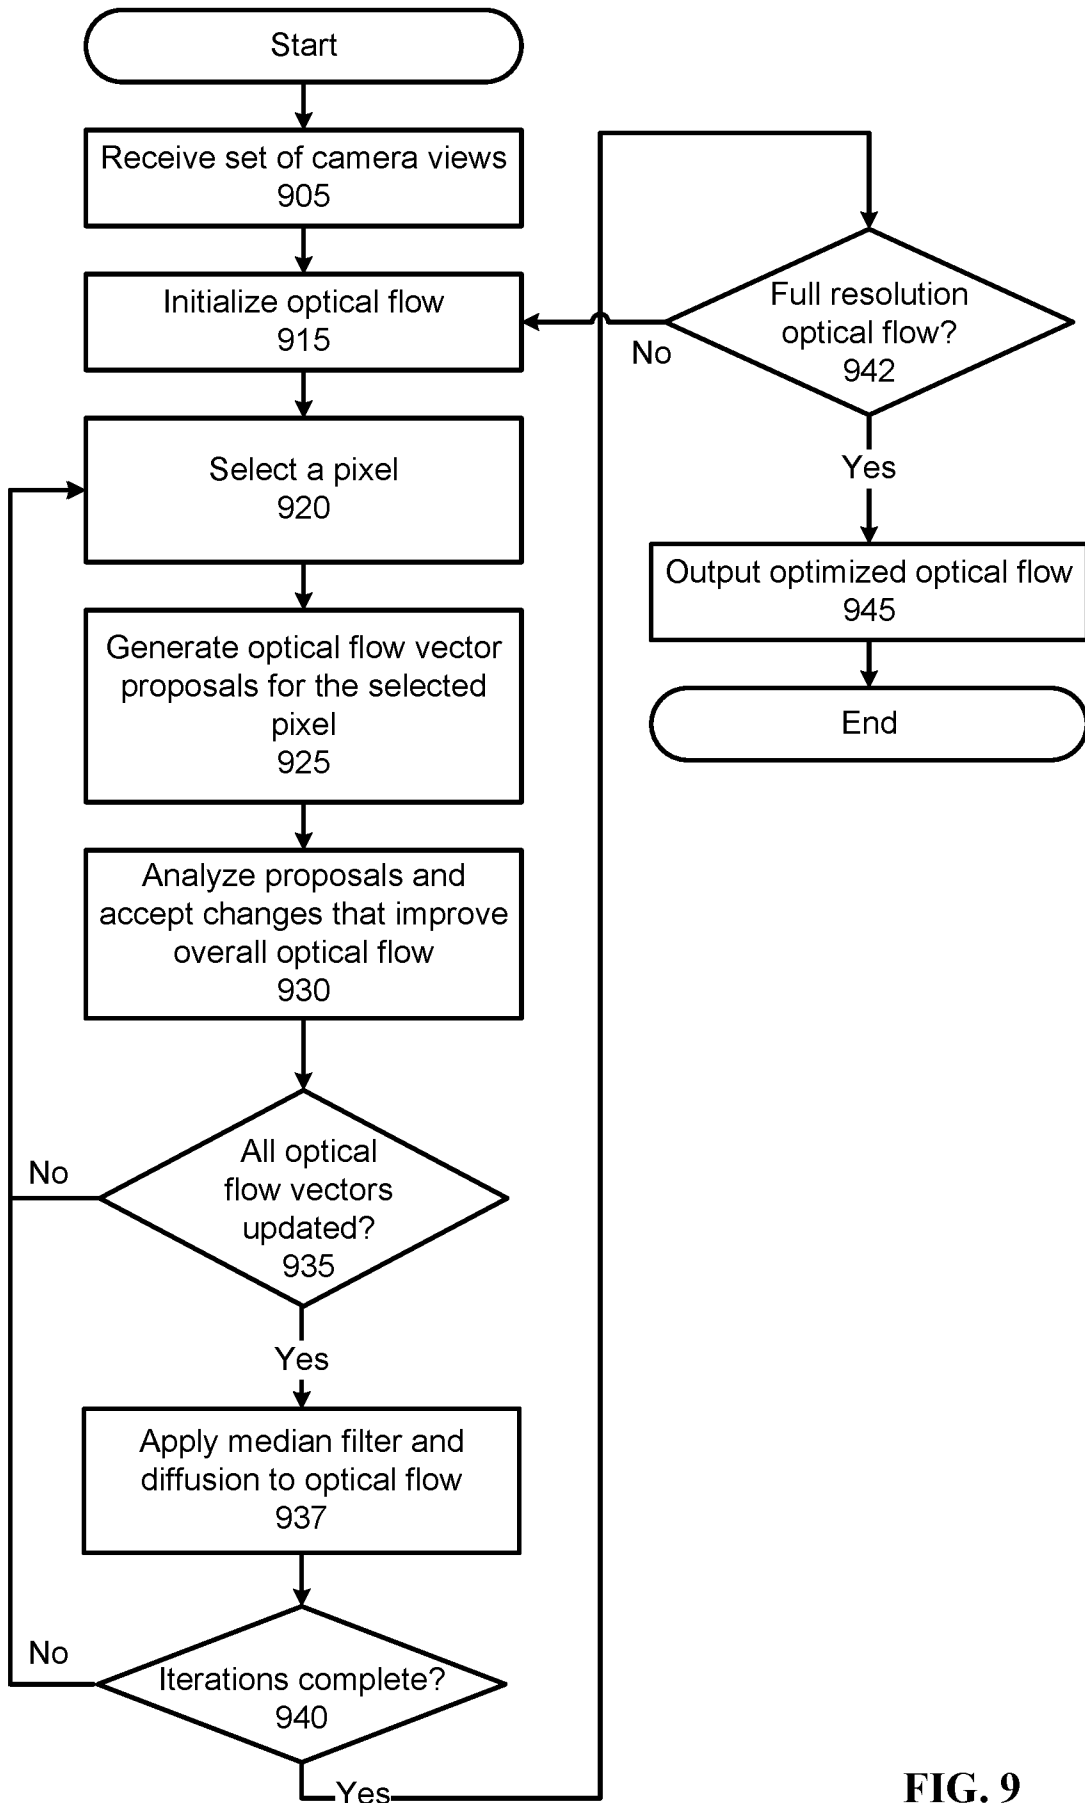 Start
Receive set of camera views
905
Initialize optical flow
915
Select a pixel
920
Generate optical flow vector
proposals for the selected
pixel
925
Analyze proposals and
accept changes that improve
overall optical flow
930
All optical
flow vectors
updated?
935
No
Yes
Apply median filter and
diffusion to optical flow
937
Iterations complete?
940
No
Yes
Full resolution
optical flow?
942
No
Yes
Output optimized optical flow
945
End
FIG. 9